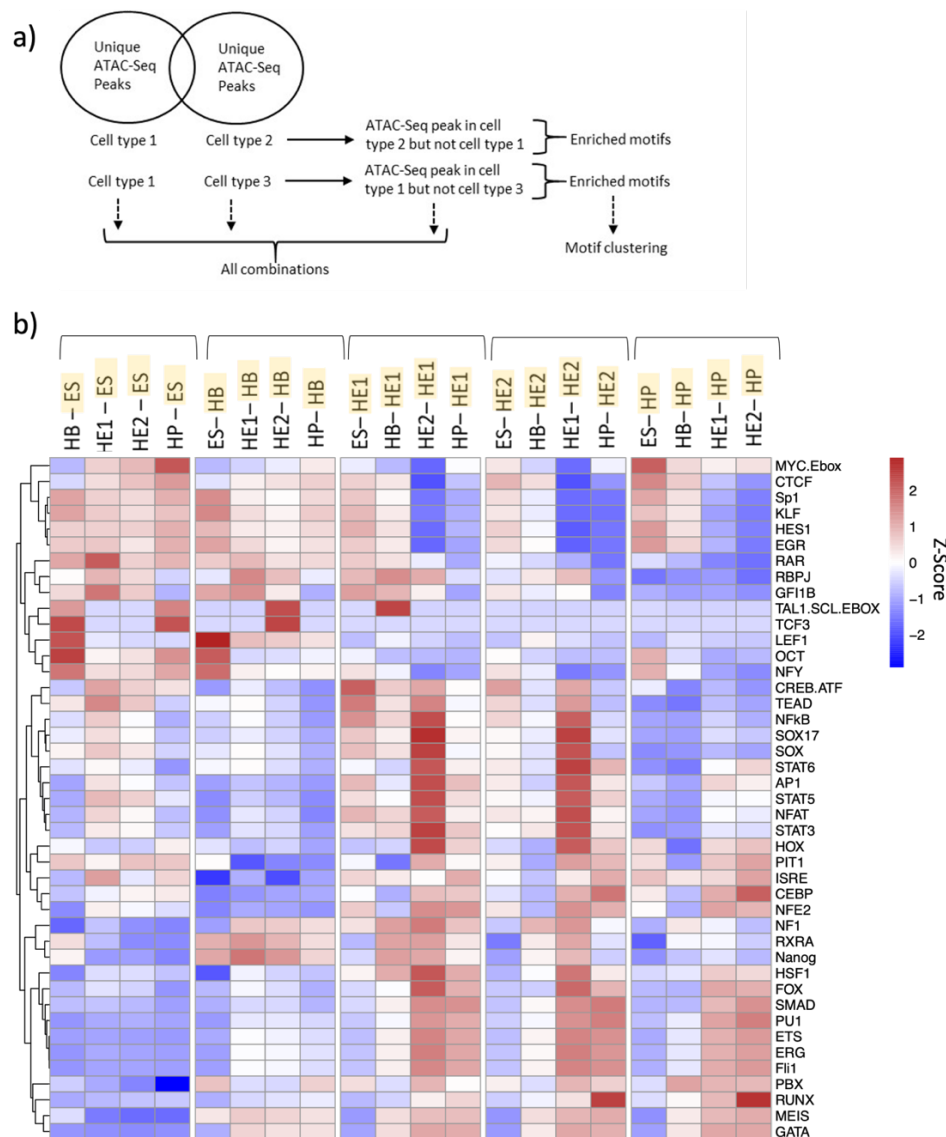 a)
Unique
ATAC-Seq
Peaks
Unique
ATAC-Seq
Peaks
Cell type 1
Cell type 2
ATAC-Seq peak in cell
type 2 but not cell type 1
Enriched motifs
Cell type 1
Cell type 3
ATAC-Seq peak in cell
type 1 but not cell type 3
Enriched motifs
All combinations
Motif clustering
b)
HB – ES
HE1 – ES
HE2 – ES
HP – ES
ES– HB
HE1– HB
HE2– HB
HP– HB
ES– HE1
HB– HE1
HE2– HE1
HP– HE1
ES– HE2
HB– HE2
HE1– HE2
HP– HE2
ES– HP
HB– HP
HE1– HP
HE2– HP
MYC.Ebox
CTCF
Sp1
KLF
HES1
EGR
RAR
RBPJ
GFI1B
TAL1.SCL.EBOX
TCF3
LEF1
OCT
NFY
CREB.ATF
TEAD
NFkB
SOX17
SOX
STAT6
AP1
STAT5
NFAT
STAT3
HOX
PIT1
ISRE
CEBP
NFE2
NF1
RXRA
Nanog
HSF1
FOX
SMAD
PU1
ETS
ERG
Fli1
PBX
RUNX
MEIS
GATA
2
1
0
−1
−2
Z-Score